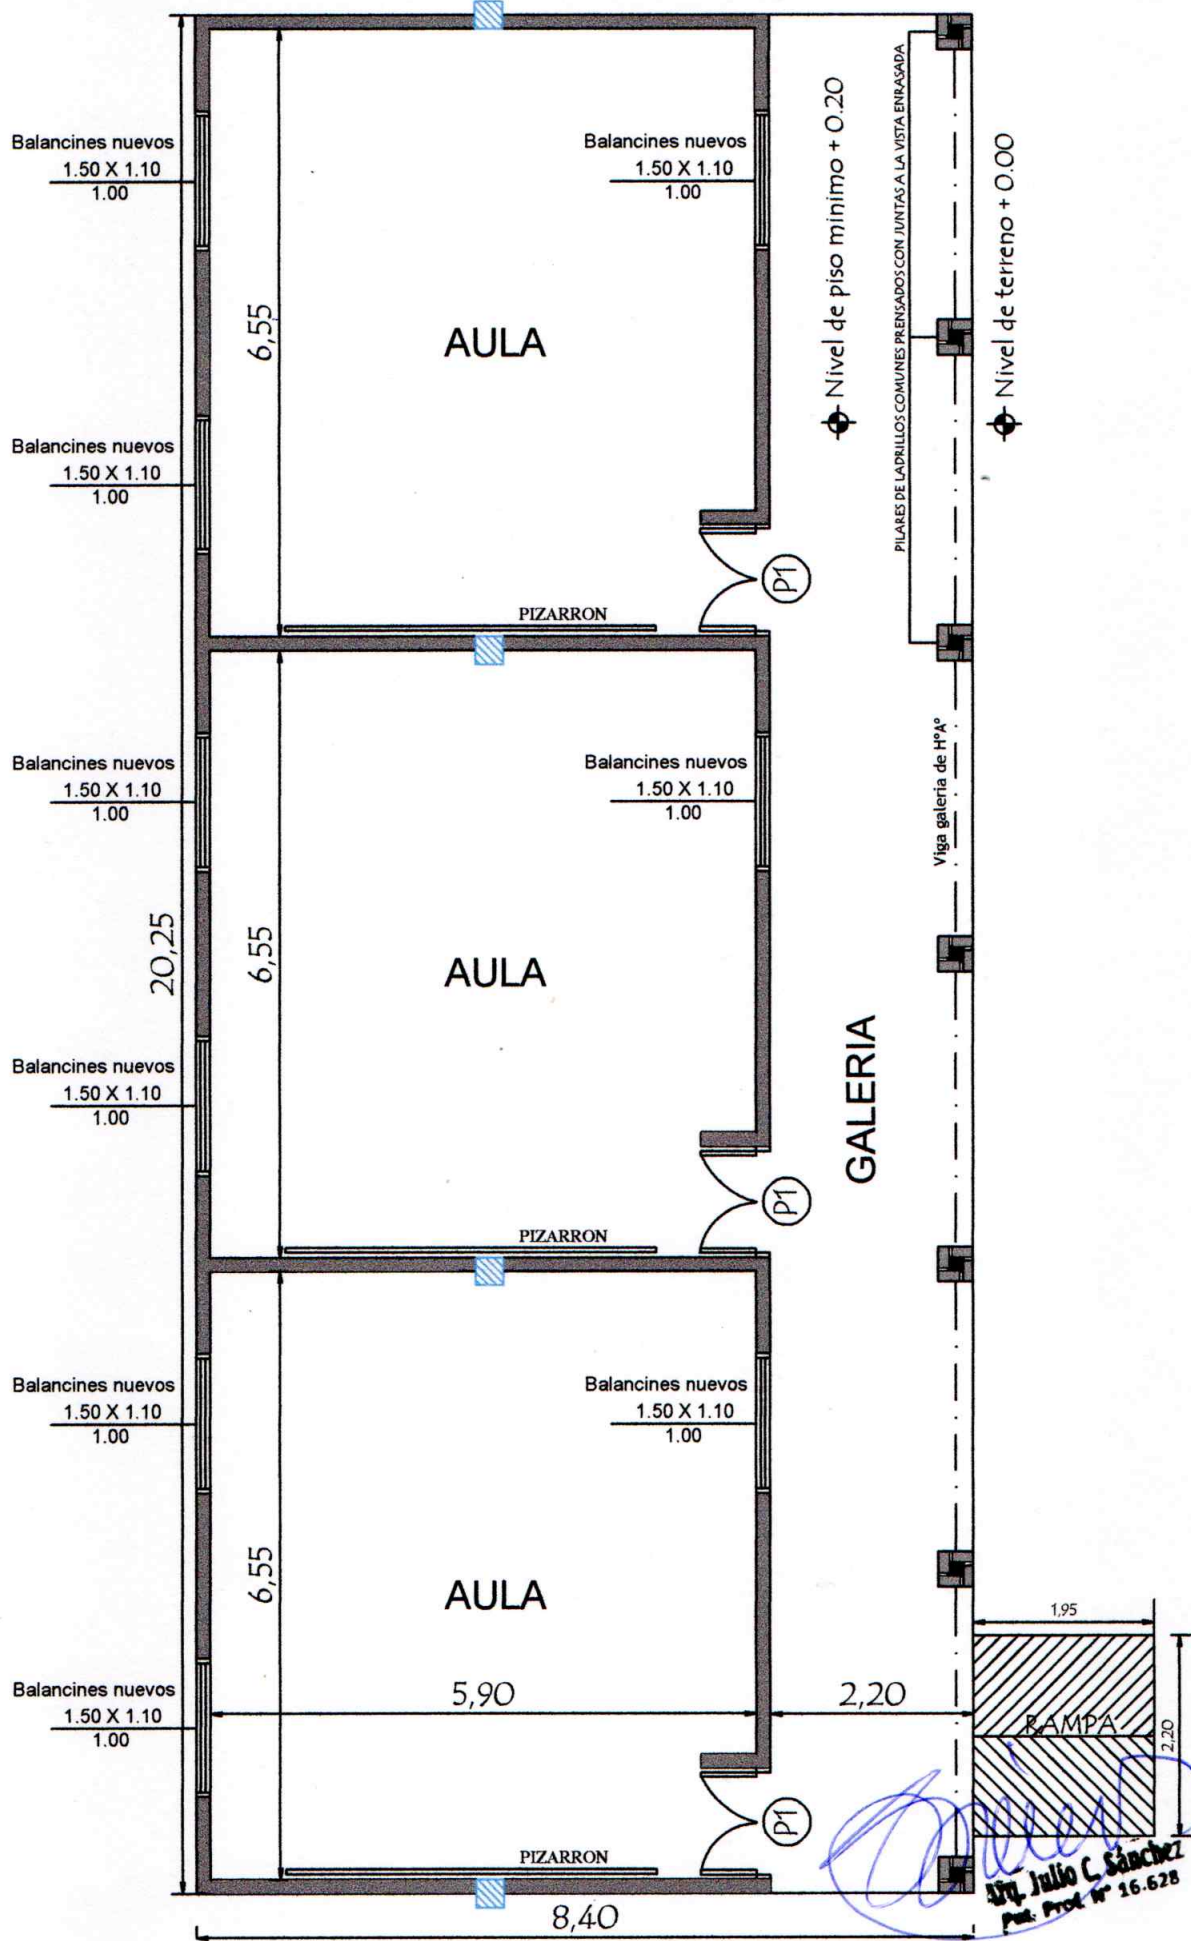 Balancines nuevos
1.50 X 1.10
1.00
Balancines nuevos
1.50 X 1.10
1.00
6,55
AULA
Nivel de piso minimo + 0.20
PILARES DE LADRILLOS COMUNES PRENSADOS CON JUNTAS A LA VISTA ENRASADA
Nivel de terreno + 0.00
Balancines nuevos
1.50 X 1.10
1.00
P1
PIZARRON
Balancines nuevos
1.50 X 1.10
1.00
Balancines nuevos
1.50 X 1.10
1.00
Viga galeria de HºAº
20,25
6,55
AULA
GALERIA
Balancines nuevos
1.50 X 1.10
1.00
P1
PIZARRON
Balancines nuevos
1.50 X 1.10
1.00
Balancines nuevos
1.50 X 1.10
1.00
6,55
AULA
1,95
Balancines nuevos
1.50 X 1.10
1.00
5,90
2,20
RAMPA
2,20
P1
PIZARRON
Arq. Julio C. Sánchez
Pat. Prof. Nº 16.628
8,40